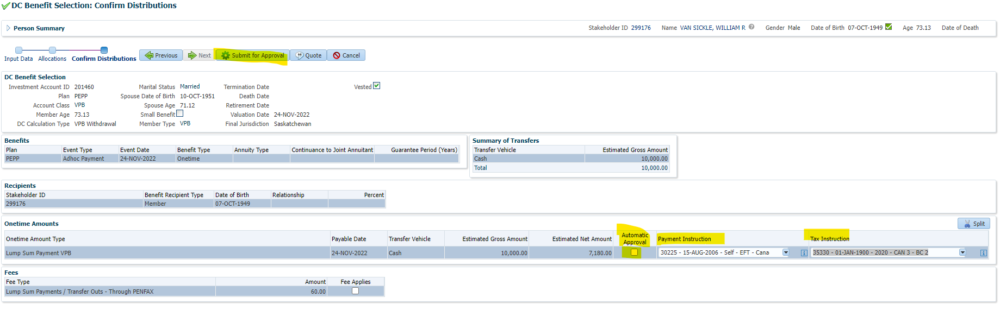 DC Benefit Selection: Confirm Distributions
Person Summary Stakeholder ID 299176 Name VAN SICKLE, WILLIAM R Gender Male Date of Birth 07-OCT-1949 Age 73.13 Date of Death
Input Data Allocations Confirm Distributions Previous Next Submit for Approval Quote Cancel
DC Benefit Selection
Investment Account ID 201460 Marital Status Married Termination Date Vested
Plan PEPP Spouse Date of Birth 10-OCT-1951 Death Date
Account Class VPB Spouse Age 71.12 Retirement Date
Member Age 73.13 Small Benefit Valuation Date 24-NOV-2022
DC Calculation Type VPB Withdrawal Member Type VPB Final Jurisdiction Saskatchewan
Benefits
Plan Event Type Event Date Benefit Type Annuity Type Continuance to Joint Annuitant Guarantee Period (Years)
PEPP Adhoc Payment 24-NOV-2022 Onetime
Summary of Transfers
Transfer Vehicle Estimated Gross Amount
Cash 10,000.00
Total 10,000.00
Recipients
Stakeholder ID Benefit Recipient Type Date of Birth Relationship Percent
299176 Member 07-OCT-1949
Onetime Amounts Split
Onetime Amount Type Payable Date Transfer Vehicle Estimated Gross Amount Estimated Net Amount Automatic Approval Payment Instruction Tax Instruction
Lump Sum Payment VPB 24-NOV-2022 Cash 10,000.00 7,180.00 30225 - 15-AUG-2006 - Self - EFT - Cana 35330 - 01-JAN-1900 - 2020 - CAN 3 - BC 2
Fees
Fee Type Amount Fee Applies
Lump Sum Payments / Transfer Outs - Through PENFAX 60.00